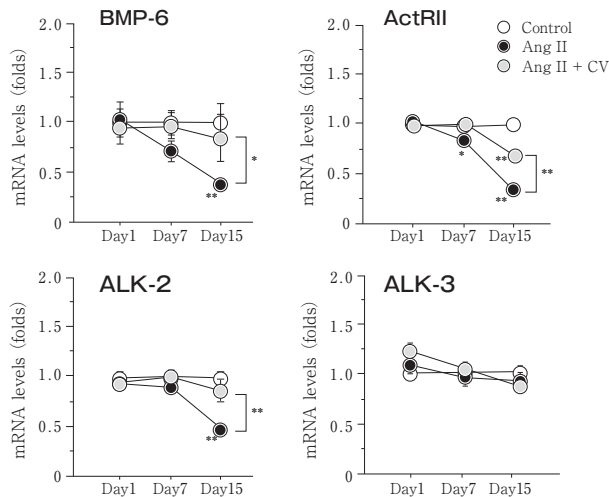 BMP-6
mRNA levels (folds)
2.0
1.5
1.0
0.5
0
*
**
Day1 Day7 Day15
ActRII
Control
Ang II
Ang II + CV
mRNA levels (folds)
2.0
1.5
1.0
0.5
0
*
**
**
**
Day1 Day7 Day15
ALK-2
mRNA levels (folds)
2.0
1.5
1.0
0.5
0
**
**
Day1 Day7 Day15
ALK-3
mRNA levels (folds)
2.0
1.5
1.0
0.5
0
Day1 Day7 Day15